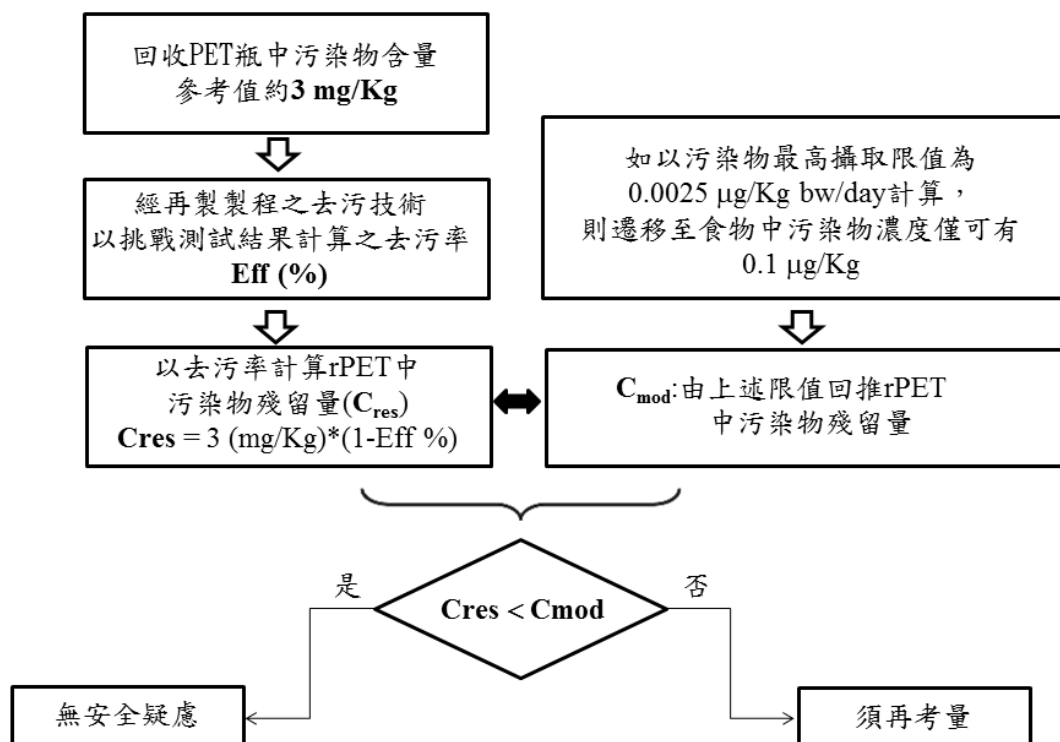 回收PET瓶中污染物含量
參考值約3 mg/Kg
經再製製程之去污技術
以挑戰測試結果計算之去污率
Eff (%)
如以污染物最高攝取限值為
0.0025 μg/Kg bw/day計算，
則遷移至食物中污染物濃度僅可有
0.1 μg/Kg
以去污率計算rPET中
污染物殘留量(Cres)
Cres = 3 (mg/Kg)*(1-Eff %)
Cmod:由上述限值回推rPET
中污染物殘留量
是
否
Cres < Cmod
無安全疑慮
須再考量